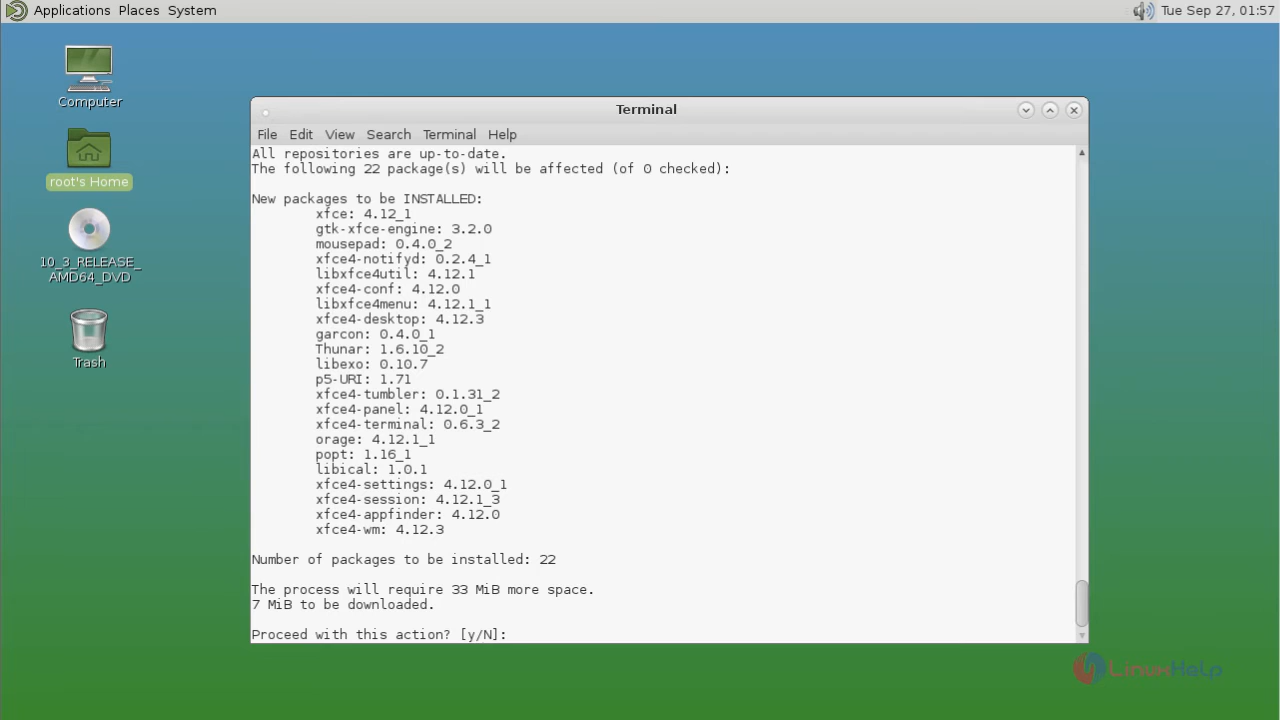 Applications Places System
Tue Sep 27, 01:57
Computer
root's Home
10_3_RELEASE_
AMD64_DVD
Trash
Terminal
File Edit View Search Terminal Help
All repositories are up-to-date.
The following 22 package(s) will be affected (of 0 checked):
New packages to be INSTALLED:
xfce: 4.12_1
gtk-xfce-engine: 3.2.0
mousepad: 0.4.0_2
xfce4-notifyd: 0.2.4_1
libxfce4util: 4.12.1
xfce4-conf: 4.12.0
libxfce4menu: 4.12.1_1
xfce4-desktop: 4.12.3
garcon: 0.4.0_1
Thunar: 1.6.10_2
libexo: 0.10.7
p5-URI: 1.71
xfce4-tumbler: 0.1.31_2
xfce4-panel: 4.12.0_1
xfce4-terminal: 0.6.3_2
orage: 4.12.1_1
popt: 1.16_1
libical: 1.0.1
xfce4-settings: 4.12.0_1
xfce4-session: 4.12.1_3
xfce4-appfinder: 4.12.0
xfce4-wm: 4.12.3
Number of packages to be installed: 22
The process will require 33 MiB more space.
7 MiB to be downloaded.
Proceed with this action? [y/N]:
LinuxHelp